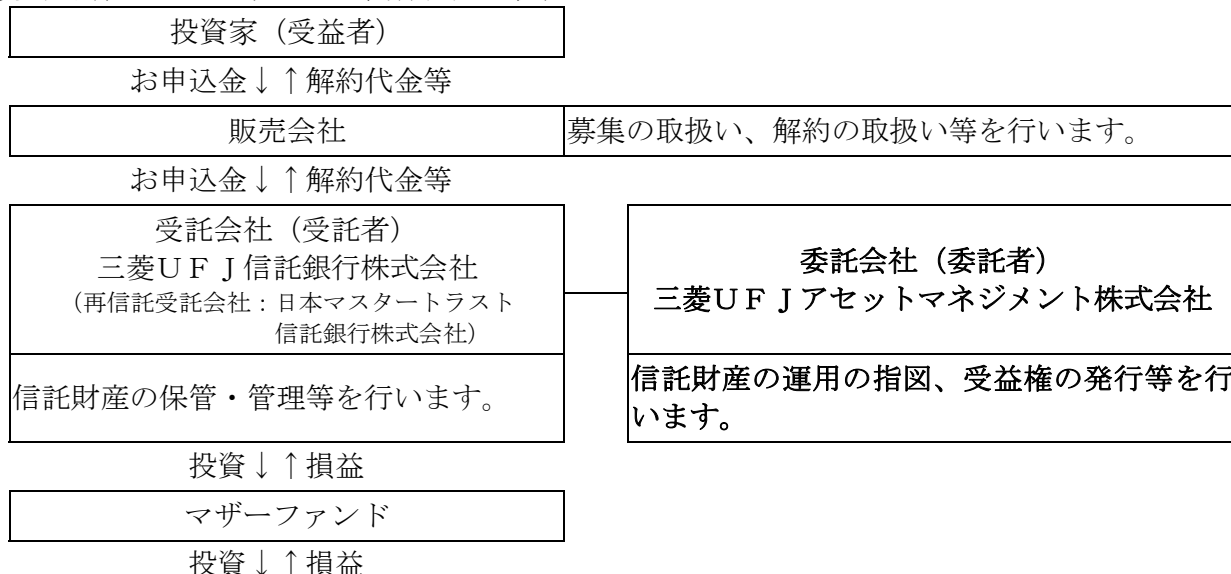 投資家（受益者）
お申込金↓↑解約代金等
販売会社
募集の取扱い、解約の取扱い等を行います。
お申込金↓↑解約代金等
受託会社（受託者）
三菱ＵＦＪ信託銀行株式会社
（再信託受託会社：日本マスタートラスト
信託銀行株式会社）
信託財産の保管・管理等を行います。
委託会社（委託者）
三菱ＵＦＪアセットマネジメント株式会社
信託財産の運用の指図、受益権の発行等を行
います。
投資↓↑損益
マザーファンド
投資↓↑損益